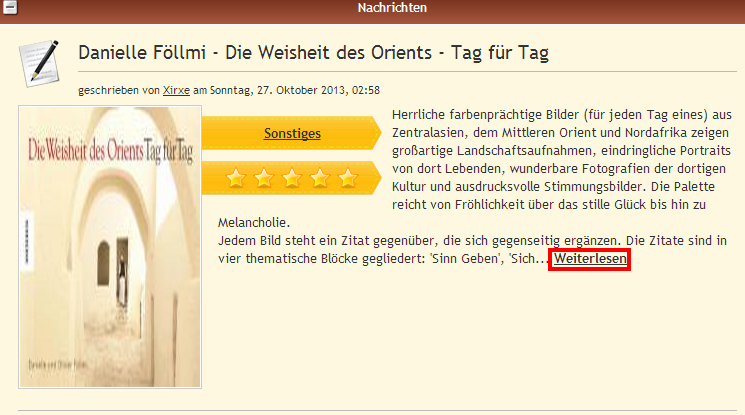 Nachrichten
Danielle Föllmi - Die Weisheit des Orients - Tag für Tag
geschrieben von Xirxe am Sonntag, 27. Oktober 2013, 02:58
Die Weisheit des Orients Tag für Tag
Danielle und Olivier Föllmi
Sonstiges
Herrliche farbenprächtige Bilder (für jeden Tag eines) aus
Zentralasien, dem Mittleren Orient und Nordafrika zeigen
großartige Landschaftsaufnahmen, eindringliche Portraits
von dort Lebenden, wunderbare Fotografien der dortigen
Kultur und ausdrucksvolle Stimmungsbilder. Die Palette
reicht von Fröhlichkeit über das stille Glück bis hin zu
Melancholie.
Jedem Bild steht ein Zitat gegenüber, die sich gegenseitig ergänzen. Die Zitate sind in
vier thematische Blöcke gegliedert: 'Sinn Geben', 'Sich... Weiterlesen